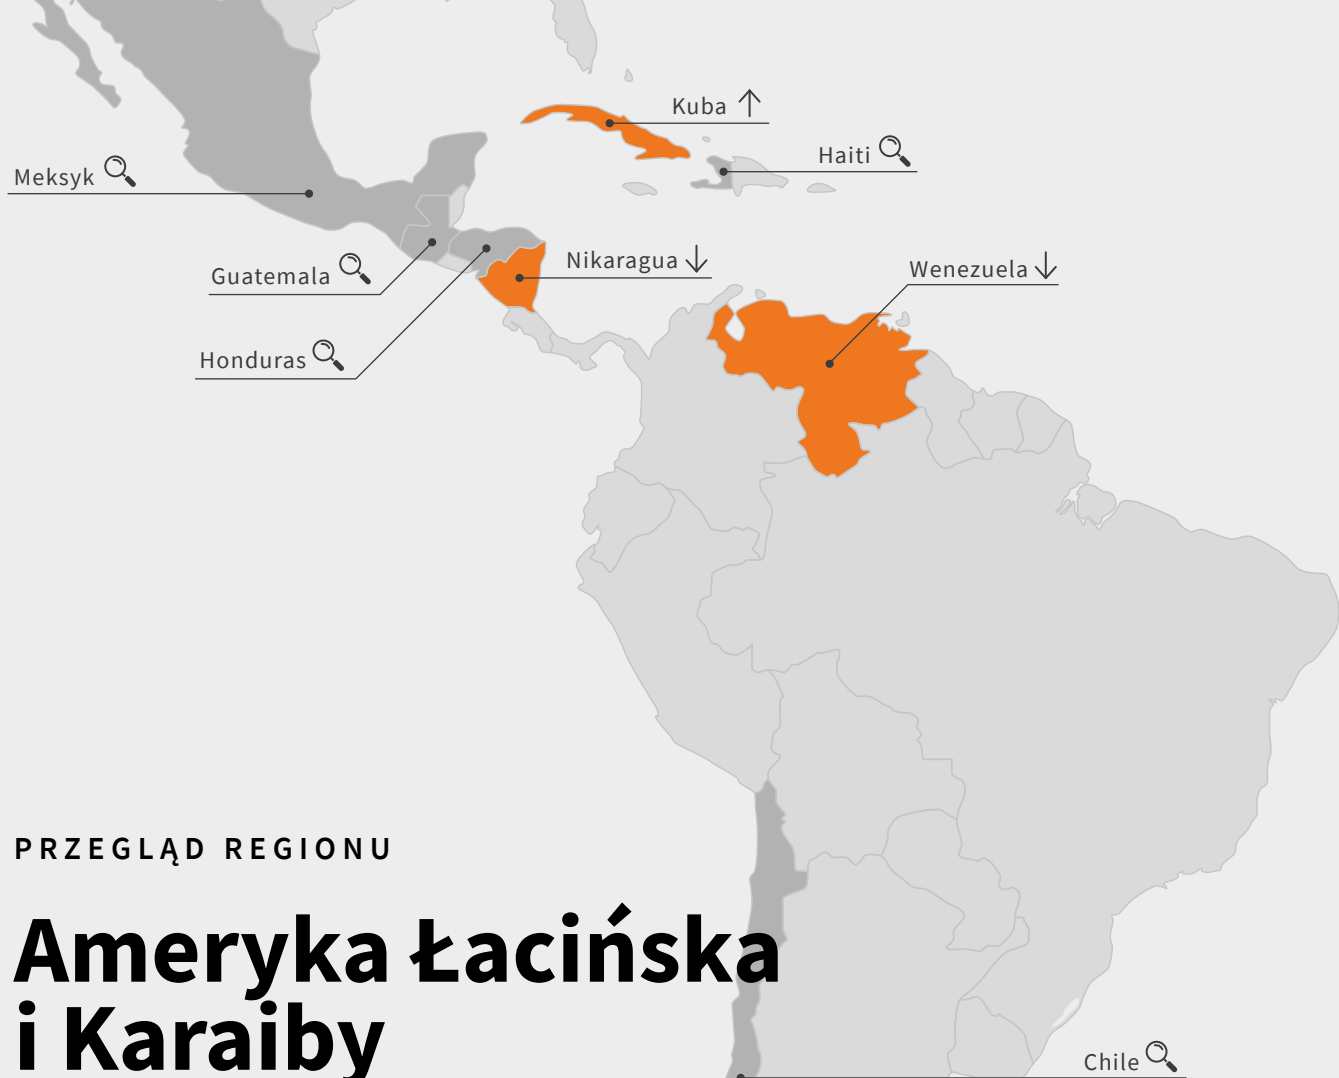 Kuba
Haiti
Meksyk
Nikaragua
Wenezuela
Guatemala
Honduras
PRZEGLĄD REGIONU
Ameryka Łacińska
i Karaiby
Chile